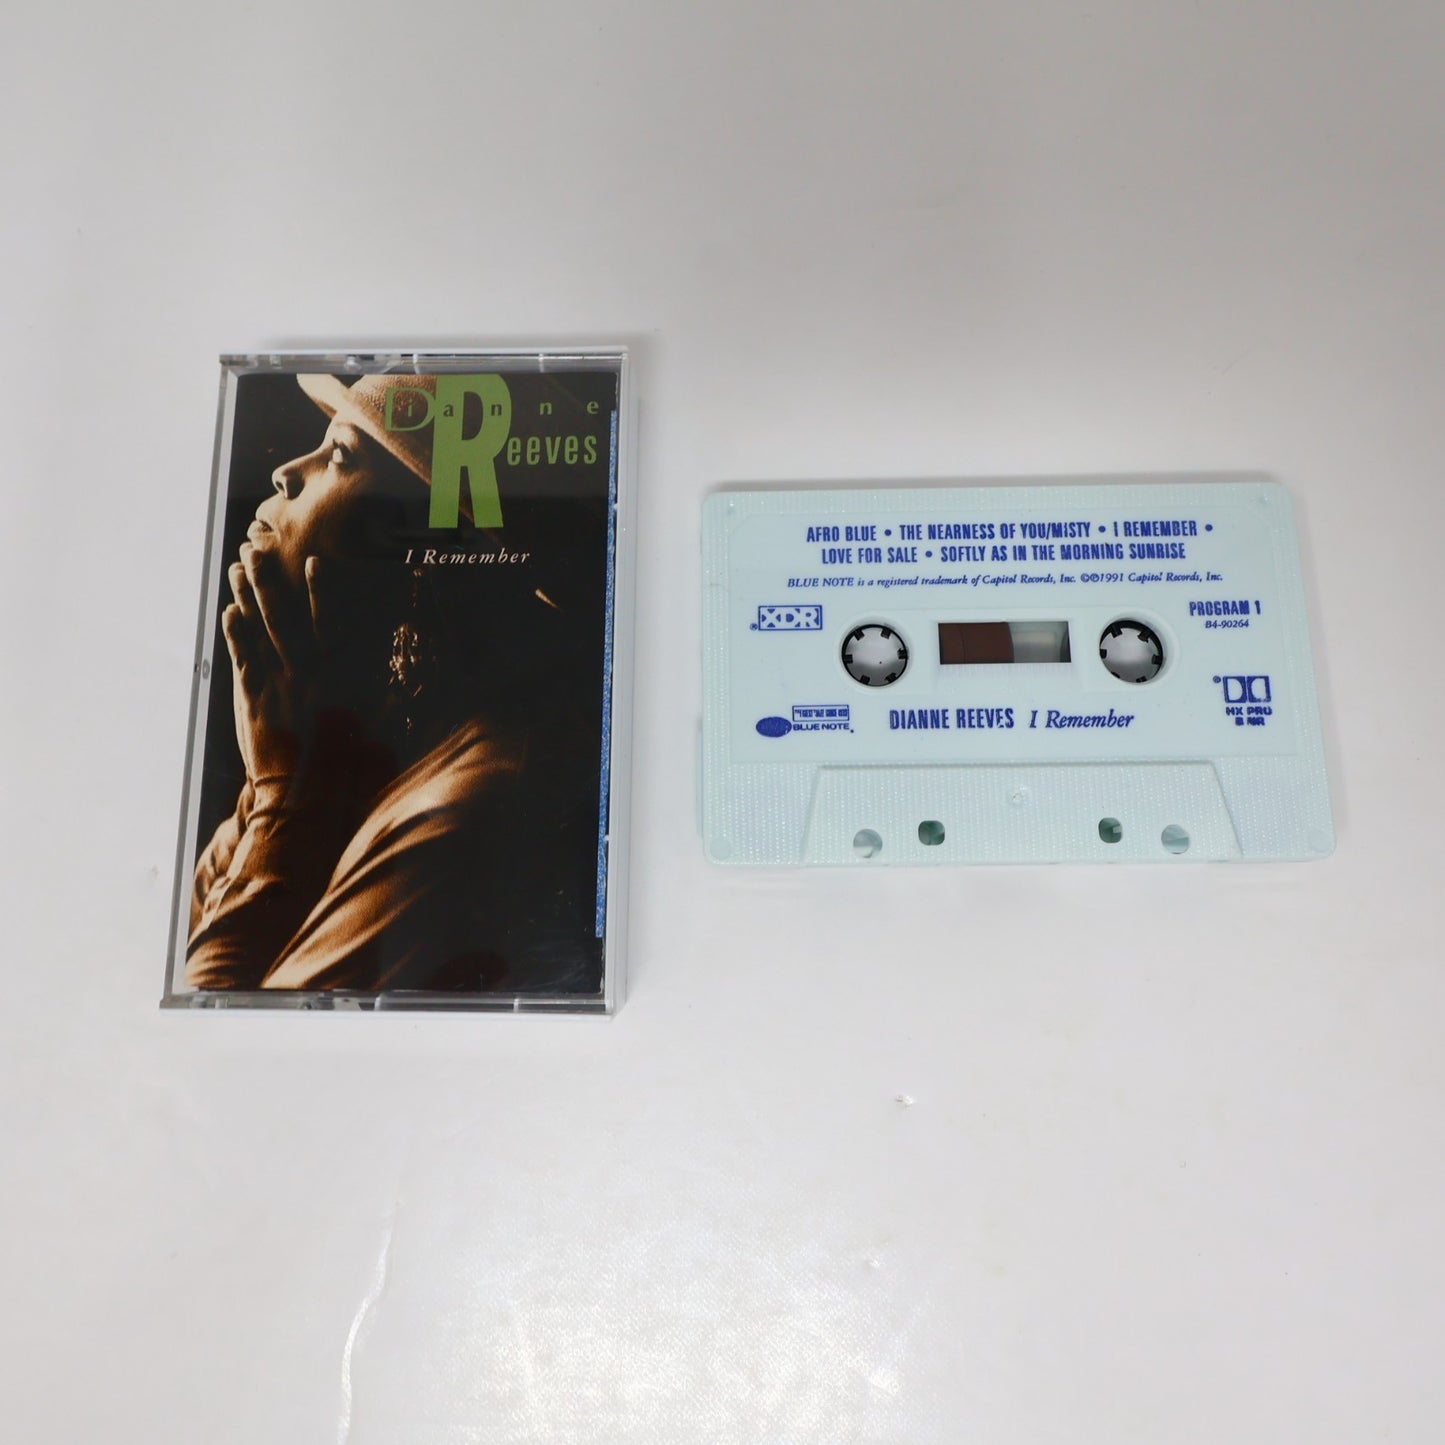 Dianne
Reeves
I Remember
AFRO BLUE • THE NEARNESS OF YOU/MISTY • I REMEMBER •
LOVE FOR SALE • SOFTLY AS IN THE MORNING SUNRISE
BLUE NOTE is a registered trademark of Capitol Records, Inc. ©℗1991 Capitol Records, Inc.
PROGRAM 1
B4-90264
XDR®
BLUE NOTE.
DIANNE REEVES I Remember
®
HX PRO
B NR